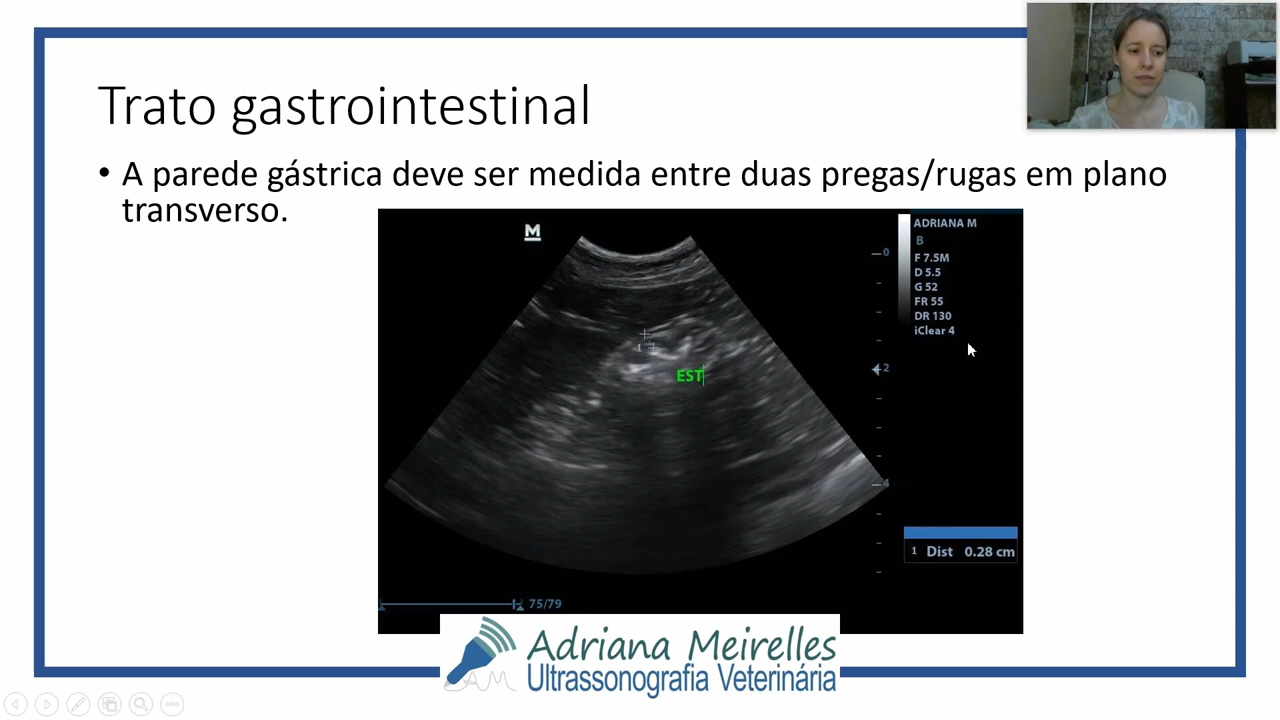 Trato gastrointestinal
• A parede gástrica deve ser medida entre duas pregas/rugas em plano
transverso.
M
ADRIANA M
B
F 7.5M
D 5.5
G 52
FR 55
DR 130
iClear 4
0
2
4
1
EST
1 Dist 0.28 cm
75/79
Adriana Meirelles
AM
Ultrassonografia Veterinária